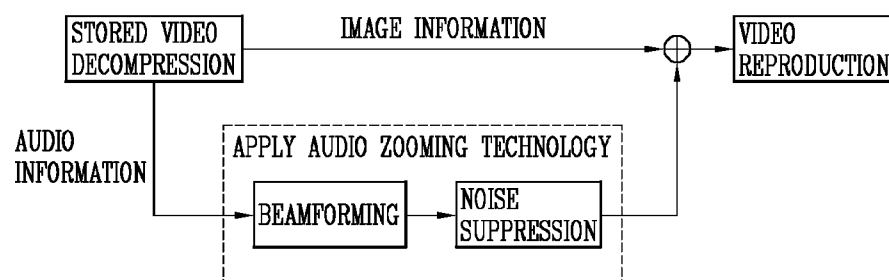 STORED VIDEO
DECOMPRESSION
IMAGE INFORMATION
VIDEO
REPRODUCTION
AUDIO
INFORMATION
APPLY AUDIO ZOOMING TECHNOLOGY
BEAMFORMING
NOISE
SUPPRESSION